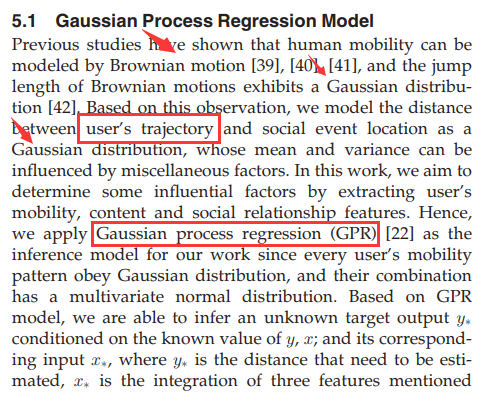 5.1 Gaussian Process Regression Model
Previous studies have shown that human mobility can be
modeled by Brownian motion [39], [40], [41], and the jump
length of Brownian motions exhibits a Gaussian distribu-
tion [42]. Based on this observation, we model the distance
between user's trajectory and social event location as a
Gaussian distribution, whose mean and variance can be
influenced by miscellaneous factors. In this work, we aim to
determine some influential factors by extracting user's
mobility, content and social relationship features. Hence,
we apply Gaussian process regression (GPR) [22] as the
inference model for our work since every user's mobility
pattern obey Gaussian distribution, and their combination
has a multivariate normal distribution. Based on GPR
model, we are able to infer an unknown target output y*
conditioned on the known value of y, x; and its correspond-
ing input x*, where y* is the distance that need to be esti-
mated, x* is the integration of three features mentioned